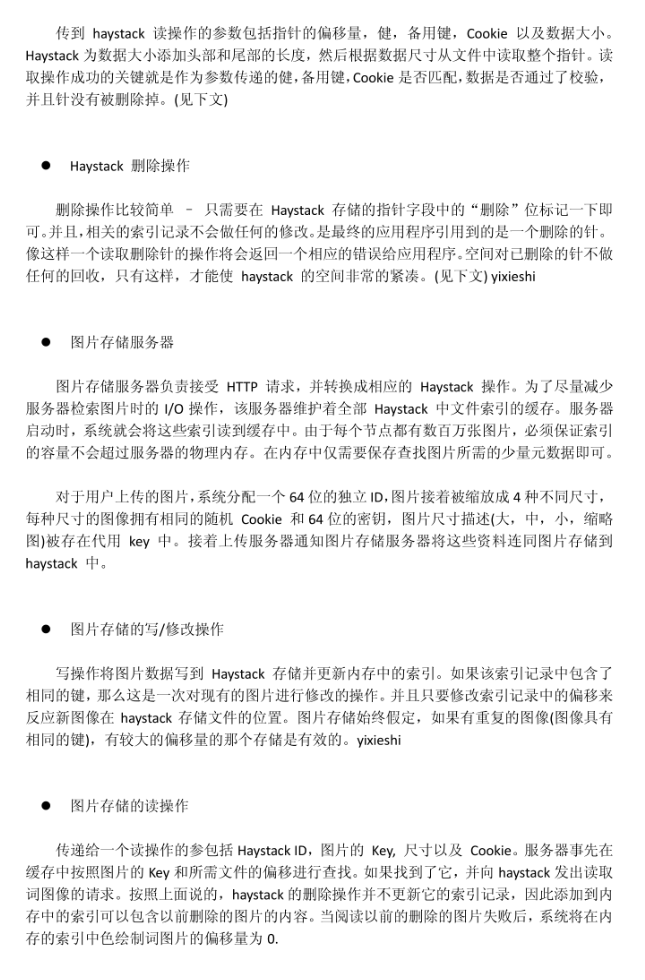 传到 haystack 读操作的参数包括指针的偏移量，健，备用键，Cookie 以及数据大小。
Haystack 为数据大小添加头部和尾部的长度，然后根据数据尺寸从文件中读取整个指针。读
取操作成功的关键就是作为参数传递的健，备用键，Cookie 是否匹配，数据是否通过了校验，
并且针没有被删除掉。(见下文)
● Haystack 删除操作
删除操作比较简单 – 只需要在 Haystack 存储的指针字段中的“删除”位标记一下即
可。并且，相关的索引记录不会做任何的修改。是最终的应用程序引用到的是一个删除的针。
像这样一个读取删除针的操作将会返回一个相应的错误给应用程序。空间对已删除的针不做
任何的回收，只有这样，才能使 haystack 的空间非常的紧凑。(见下文) yixieshi
● 图片存储服务器
图片存储服务器负责接受 HTTP 请求，并转换成相应的 Haystack 操作。为了尽量减少
服务器检索图片时的 I/O 操作，该服务器维护着全部 Haystack 中文件索引的缓存。服务器
启动时，系统就会将这些索引读到缓存中。由于每个节点都有数百万张图片，必须保证索引
的容量不会超过服务器的物理内存。在内存中仅需要保存查找图片所需的少量元数据即可。
对于用户上传的图片，系统分配一个 64 位的独立 ID，图片接着被缩放成 4 种不同尺寸，
每种尺寸的图像拥有相同的随机 Cookie 和 64 位的密钥，图片尺寸描述(大，中，小，缩略
图)被存在代用 key 中。接着上传服务器通知图片存储服务器将这些资料连同图片存储到
haystack 中。
● 图片存储的写/修改操作
写操作将图片数据写到 Haystack 存储并更新内存中的索引。如果该索引记录中包含了
相同的键，那么这是一次对现有的图片进行修改的操作。并且只要修改索引记录中的偏移来
反应新图像在 haystack 存储文件的位置。图片存储始终假定，如果有重复的图像(图像具有
相同的键)，有较大的偏移量的那个存储是有效的。yixieshi
● 图片存储的读操作
传递给一个读操作的参包括 Haystack ID，图片的 Key, 尺寸以及 Cookie。服务器事先在
缓存中按照图片的 Key 和所需文件的偏移进行查找。如果找到了它，并向 haystack 发出读取
词图像的请求。按照上面说的，haystack 的删除操作并不更新它的索引记录，因此添加到内
存中的索引可以包含以前删除的图片的内容。当阅读以前的删除的图片失败后，系统将在内
存的索引中色绘制词图片的偏移量为 0.